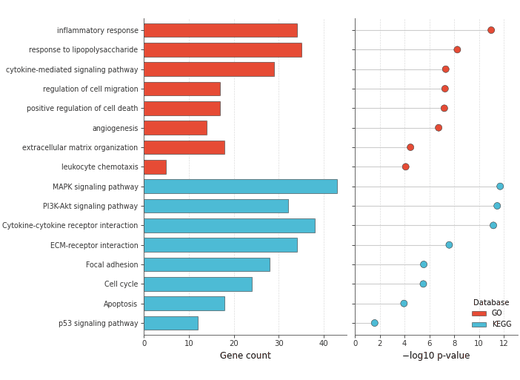 inflammatory response
response to lipopolysaccharide
cytokine-mediated signaling pathway
regulation of cell migration
positive regulation of cell death
angiogenesis
extracellular matrix organization
leukocyte chemotaxis
MAPK signaling pathway
PI3K-Akt signaling pathway
Cytokine-cytokine receptor interaction
ECM-receptor interaction
Focal adhesion
Cell cycle
Apoptosis
p53 signaling pathway
0 10 20 30 40
Gene count
Database
GO
KEGG
0 2 4 6 8 10 12
−log10 p-value